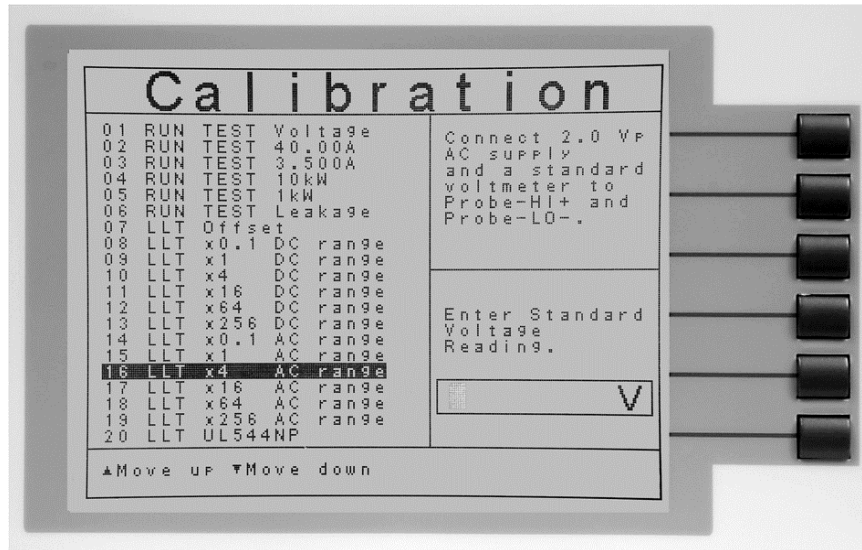 Calibration
01 RUN TEST Voltage
02 RUN TEST 40.00A
03 RUN TEST 3.500A
04 RUN TEST 10kW
05 RUN TEST 1kW
06 RUN TEST Leakage
07 LLT Offset
08 LLT x0.1 DC range
09 LLT x1 DC range
10 LLT x4 DC range
11 LLT x16 DC range
12 LLT x64 DC range
13 LLT x256 DC range
14 LLT x0.1 AC range
15 LLT x1 AC range
16 LLT x4 AC range
17 LLT x16 AC range
18 LLT x64 AC range
19 LLT x256 AC range
20 LLT UL544NP
Connect 2.0 Vp
AC supply
and a standard
voltmeter to
Probe-HI+ and
Probe-LO-.
Enter Standard
Voltage
Reading.
V
▲Move up ▼Move down